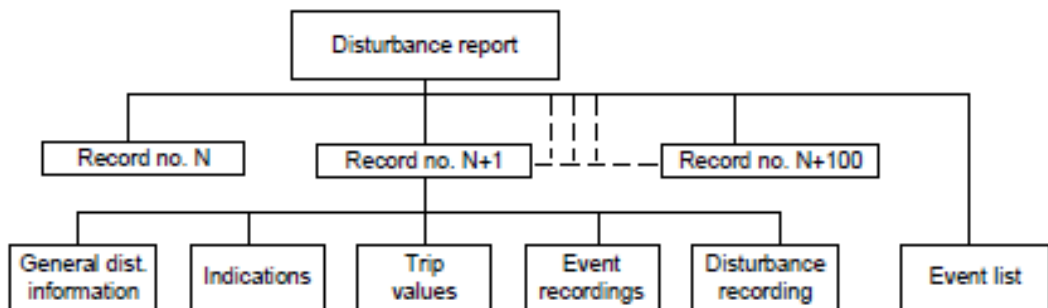 Disturbance report
Record no. N
Record no. N+1
Record no. N+100
General dist.
information
Indications
Trip
values
Event
recordings
Disturbance
recording
Event list